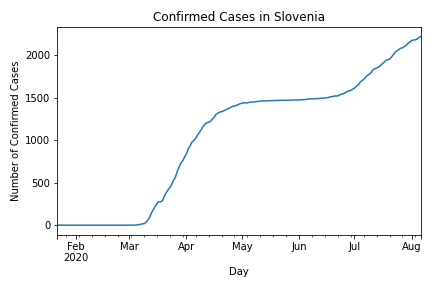 Confirmed Cases in Slovenia
Number of Confirmed Cases
2000
1500
1000
500
0
Feb Mar Apr May Jun Jul Aug
2020
Day